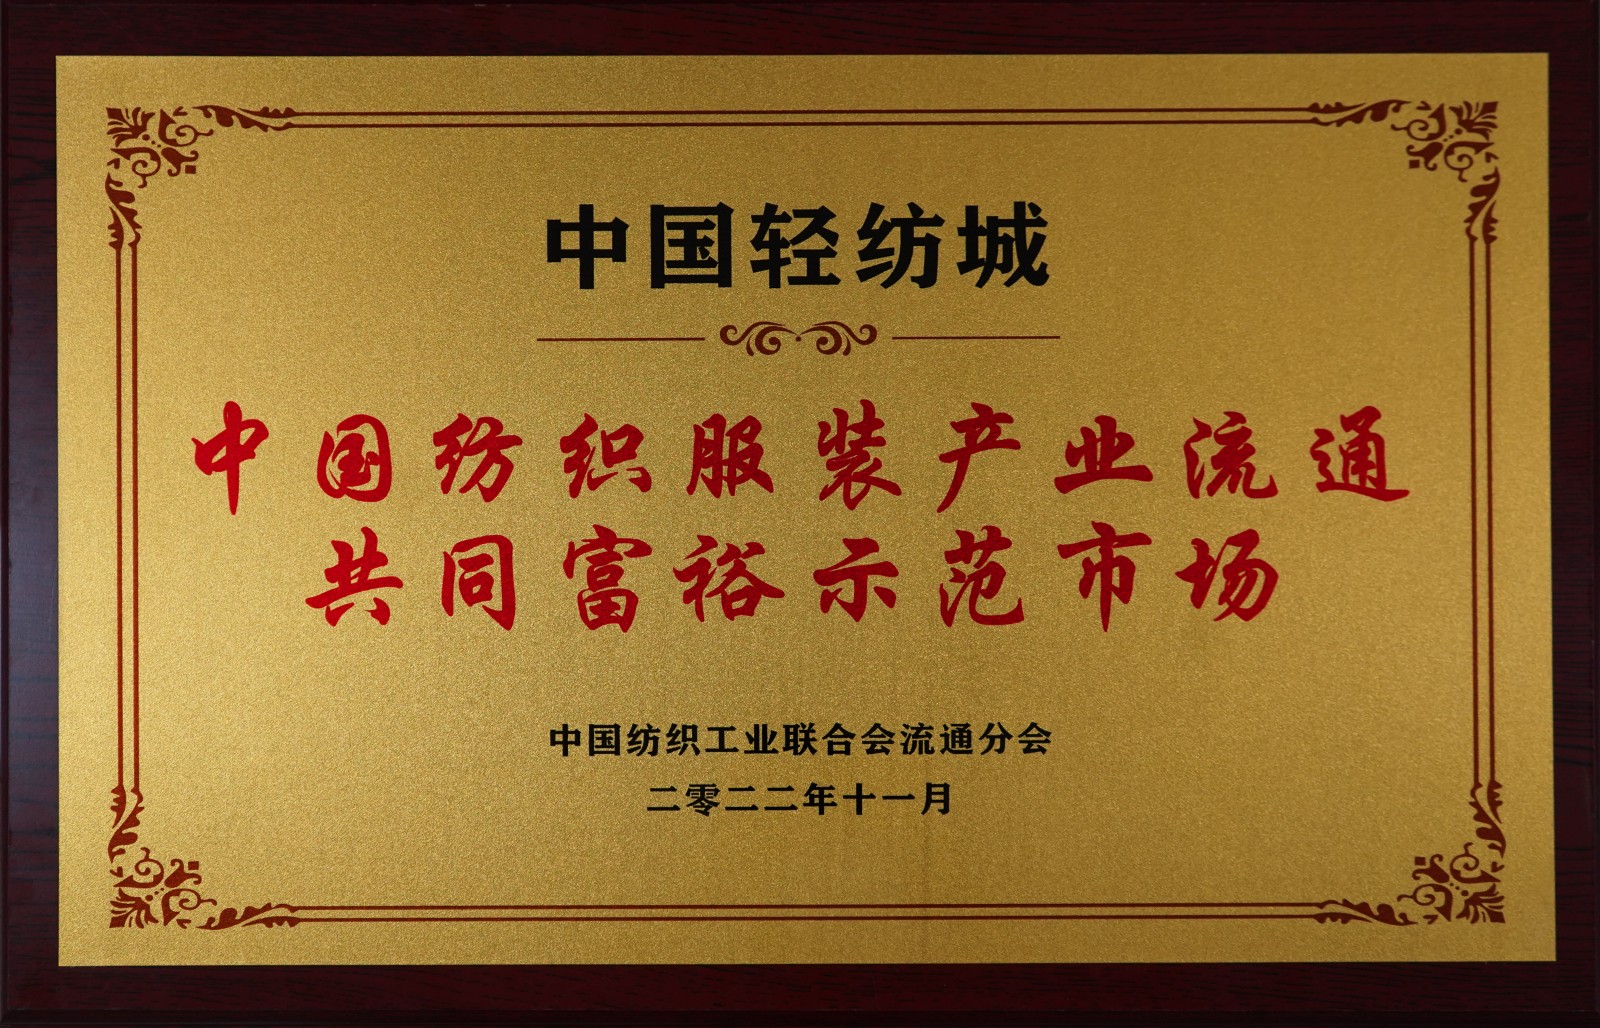 中国轻纺城
中国纺织服装产业流通
共同富裕示范市场
中国纺织工业联合会流通分会
二零二二年十一月